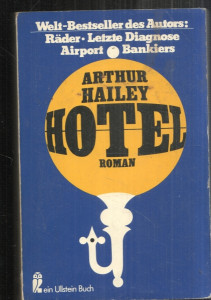 Welt-Bestseller des Autors:
Räder · Letzte Diagnose
Airport · Bankiers
ARTHUR
HAILEY
HOTEL
ROMAN
ein Ullstein Buch